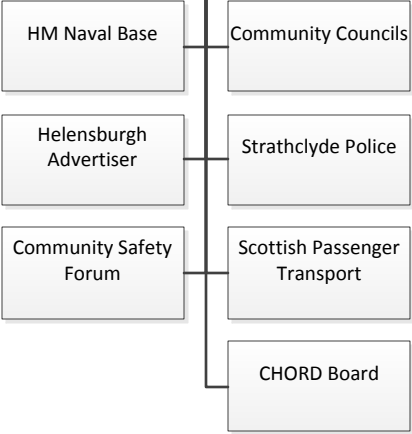 HM Naval Base
Community Councils
Helensburgh
Advertiser
Strathclyde Police
Community Safety
Forum
Scottish Passenger
Transport
CHORD Board